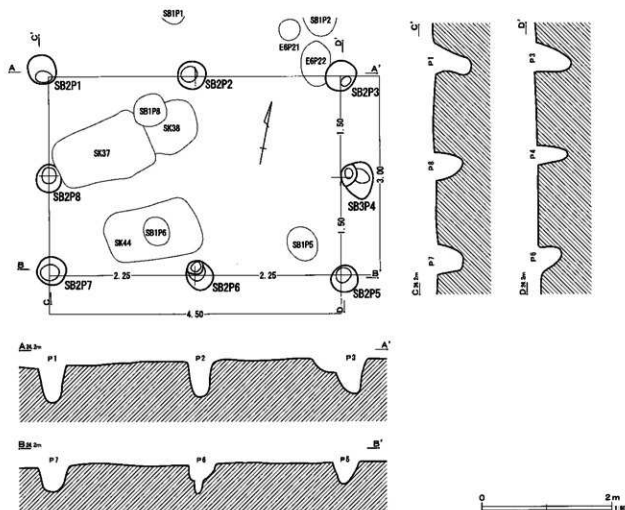 SB1P1
SB1P2
E6P21
E6P22
C'
D'
A
A'
SB2P1
SB2P2
SB2P3
SB1P8
SK38
SK37
1.50
3.00
SB2P8
SB3P4
1.50
SK44
SB1P6
SB1P5
B
B'
SB2P7
2.25
SB2P6
2.25
SB2P5
C
D
4.50
C'
D'
P1
P3
P8
P4
P7
P5
A
A'
P1
P2
P3
B
B'
P7
P6
P5
0
2m